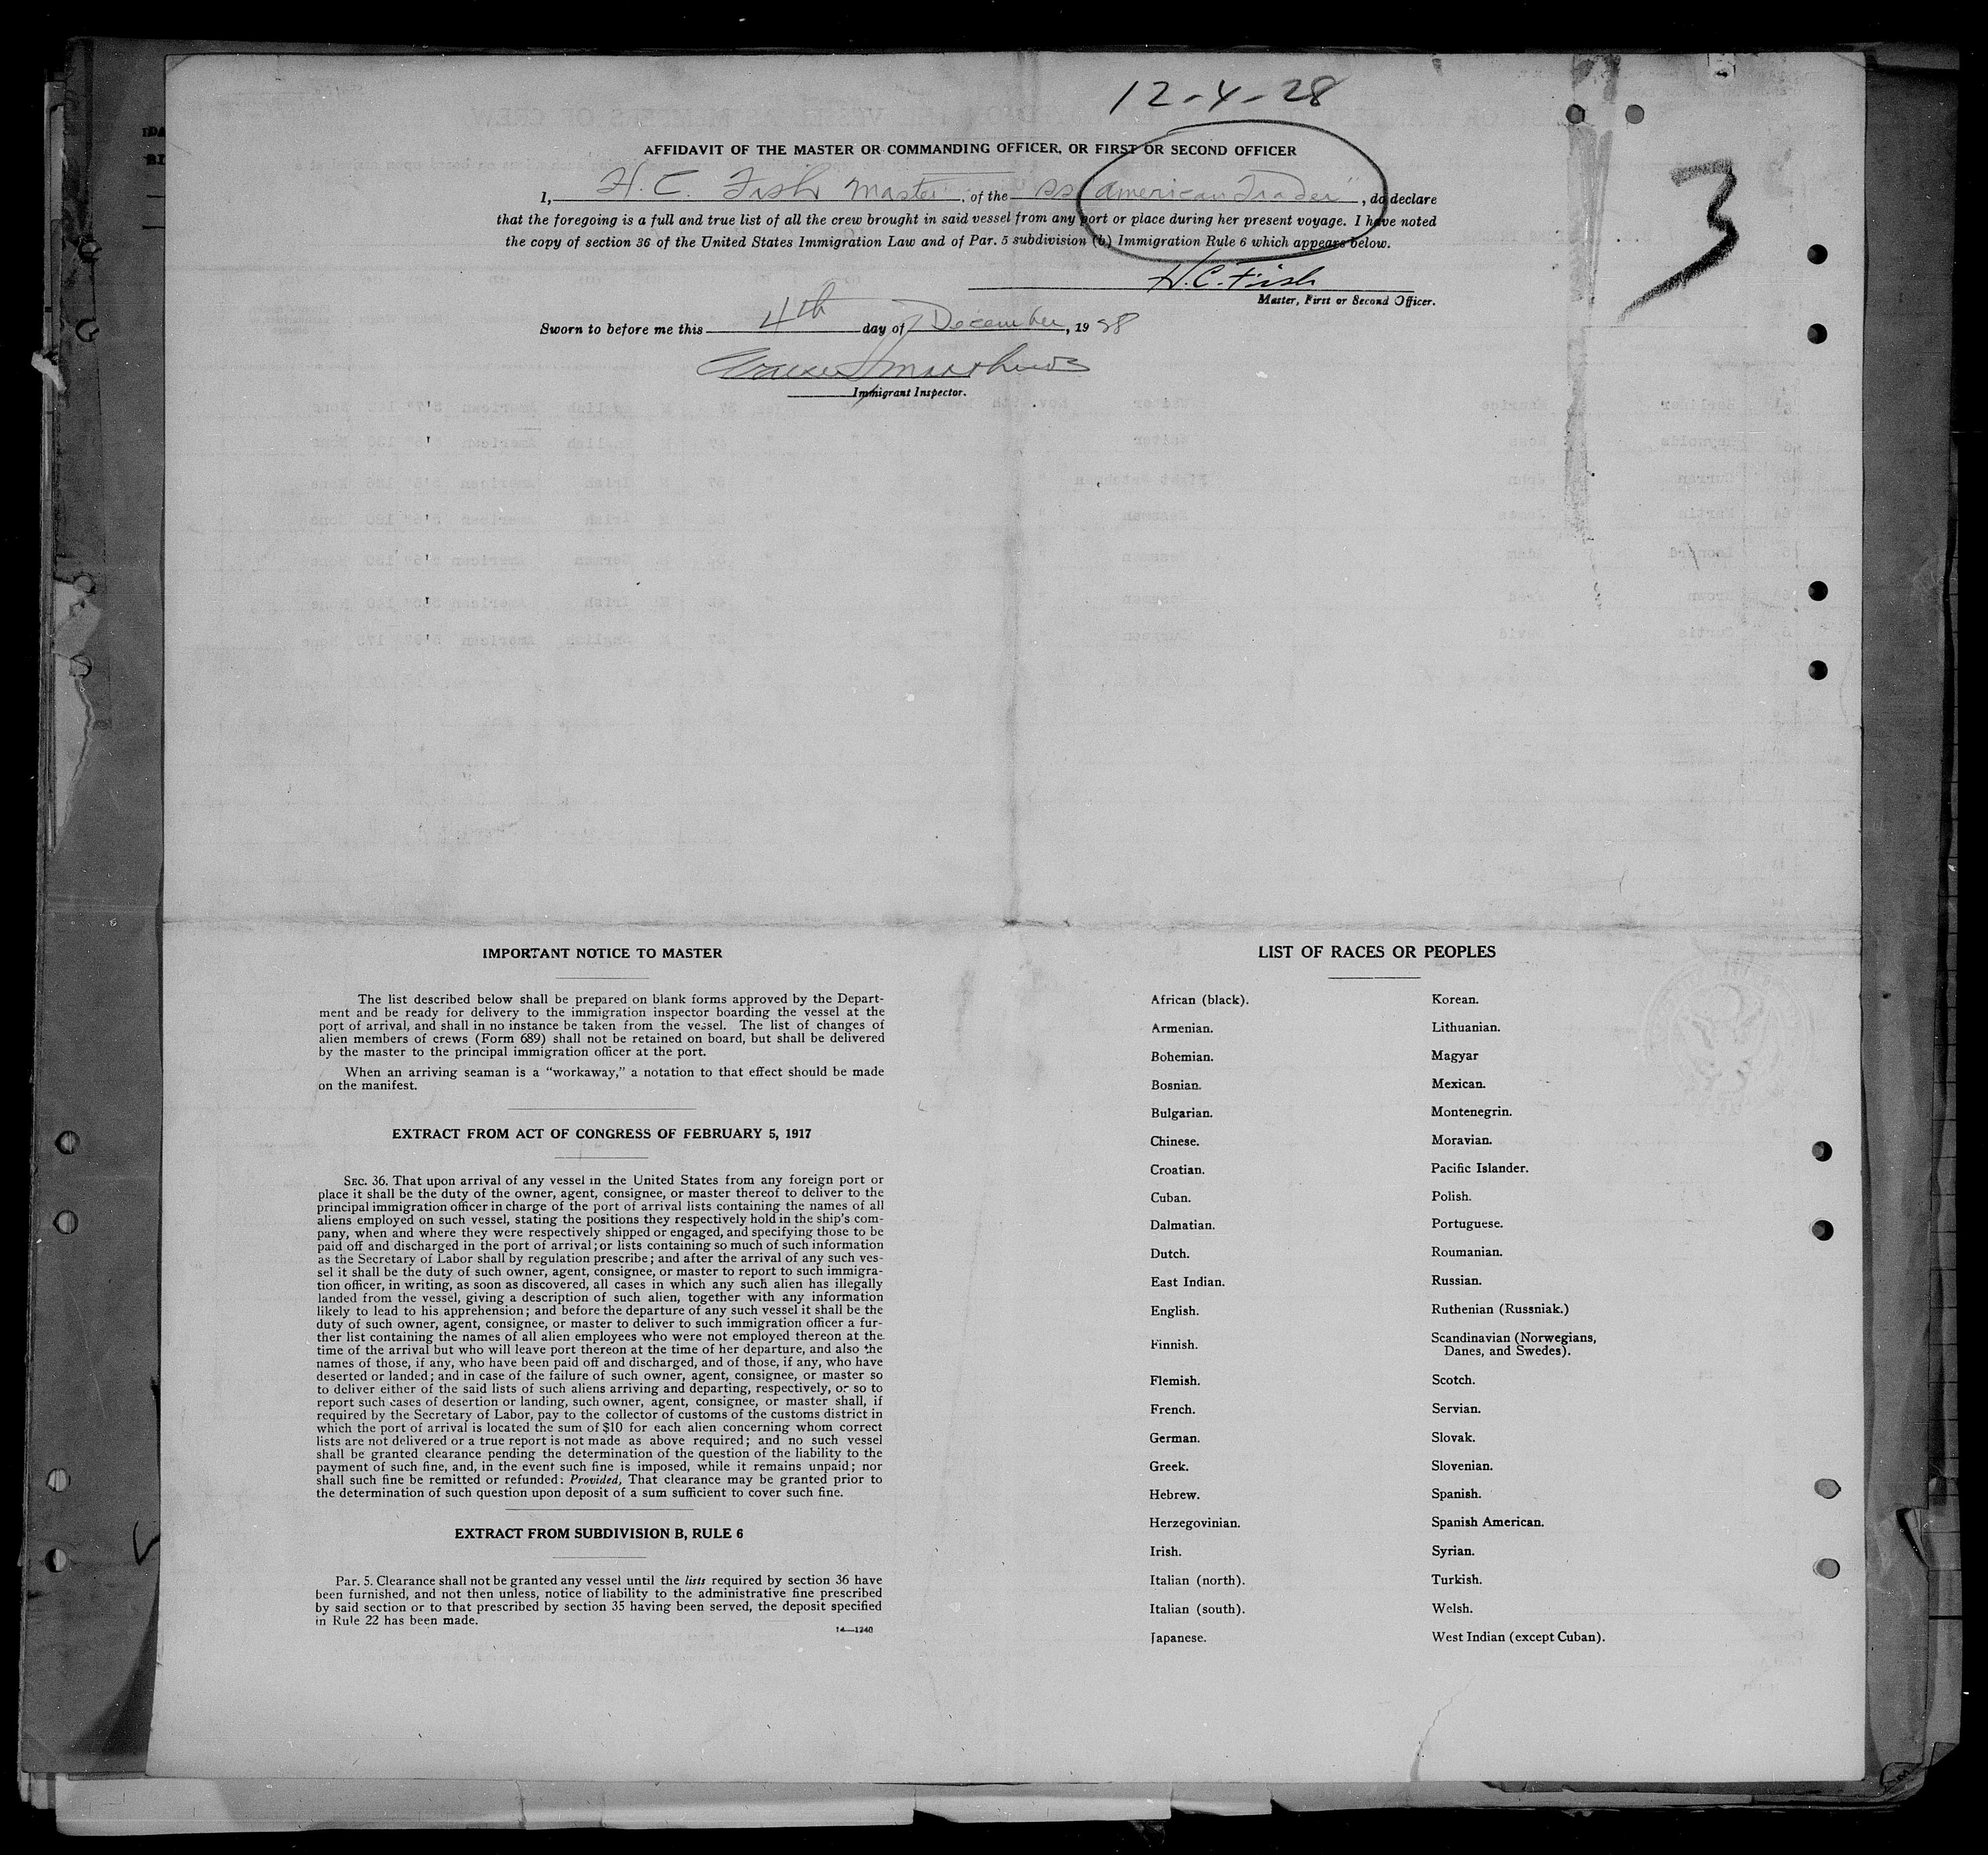 12-4-28
3
AFFIDAVIT OF THE MASTER OR COMMANDING OFFICER, OR FIRST OR SECOND OFFICER
I, H. C. Fish Master, of the SS "American Trader", do declare
that the foregoing is a full and true list of all the crew brought in said vessel from any port or place during her present voyage. I have noted
the copy of section 36 of the United States Immigration Law and of Par. 5 subdivision (b) Immigration Rule 6 which appears below.
H. C. Fish
Master, First or Second Officer.
Sworn to before me this 4th day of December, 1928
Immigrant Inspector.
IMPORTANT NOTICE TO MASTER
The list described below shall be prepared on blank forms approved by the Depart-
ment and be ready for delivery to the immigration inspector boarding the vessel at the
port of arrival, and shall in no instance be taken from the vessel. The list of changes of
alien members of crews (Form 689) shall not be retained on board, but shall be delivered
by the master to the principal immigration officer at the port.
When an arriving seaman is a “workaway,” a notation to that effect should be made
on the manifest.
EXTRACT FROM ACT OF CONGRESS OF FEBRUARY 5, 1917
SEC. 36. That upon arrival of any vessel in the United States from any foreign port or
place it shall be the duty of the owner, agent, consignee, or master thereof to deliver to the
principal immigration officer in charge of the port of arrival lists containing the names of all
aliens employed on such vessel, stating the positions they respectively hold in the ship's com-
pany, when and where they were respectively shipped or engaged, and specifying those to be
paid off and discharged in the port of arrival; or lists containing so much of such information
as the Secretary of Labor shall by regulation prescribe; and after the arrival of any such ves-
sel it shall be the duty of such owner, agent, consignee, or master to report to such immigra-
tion officer, in writing, as soon as discovered, all cases in which any such alien has illegally
landed from the vessel, giving a description of such alien, together with any information
likely to lead to his apprehension; and before the departure of any such vessel it shall be the
duty of such owner, agent, consignee, or master to deliver to such immigration officer a fur-
ther list containing the names of all alien employees who were not employed thereon at the
time of the arrival but who will leave port thereon at the time of her departure, and also the
names of those, if any, who have been paid off and discharged, and of those, if any, who have
deserted or landed; and in case of the failure of such owner, agent, consignee, or master so
to deliver either of the said lists of such aliens arriving and departing, respectively, or so to
report such cases of desertion or landing, such owner, agent, consignee, or master shall, if
required by the Secretary of Labor, pay to the collector of customs of the customs district in
which the port of arrival is located the sum of $10 for each alien concerning whom correct
lists are not delivered or a true report is not made as above required; and no such vessel
shall be granted clearance pending the determination of the question of the liability to the
payment of such fine, and, in the event such fine is imposed, while it remains unpaid; nor
shall such fine be remitted or refunded: Provided, That clearance may be granted prior to
the determination of such question upon deposit of a sum sufficient to cover such fine.
EXTRACT FROM SUBDIVISION B, RULE 6
Par. 5. Clearance shall not be granted any vessel until the lists required by section 36 have
been furnished, and not then unless, notice of liability to the administrative fine prescribed
by said section or to that prescribed by section 35 having been served, the deposit specified
in Rule 22 has been made.
14—1240
LIST OF RACES OR PEOPLES
African (black).
Armenian.
Bohemian.
Bosnian.
Bulgarian.
Chinese.
Croatian.
Cuban.
Dalmatian.
Dutch.
East Indian.
English.
Finnish.
Flemish.
French.
German.
Greek.
Hebrew.
Herzegovinian.
Irish.
Italian (north).
Italian (south).
Japanese.
Korean.
Lithuanian.
Magyar
Mexican.
Montenegrin.
Moravian.
Pacific Islander.
Polish.
Portuguese.
Roumanian.
Russian.
Ruthenian (Russniak.)
Scandinavian (Norwegians,
Danes, and Swedes).
Scotch.
Servian.
Slovak.
Slovenian.
Spanish.
Spanish American.
Syrian.
Turkish.
Welsh.
West Indian (except Cuban).